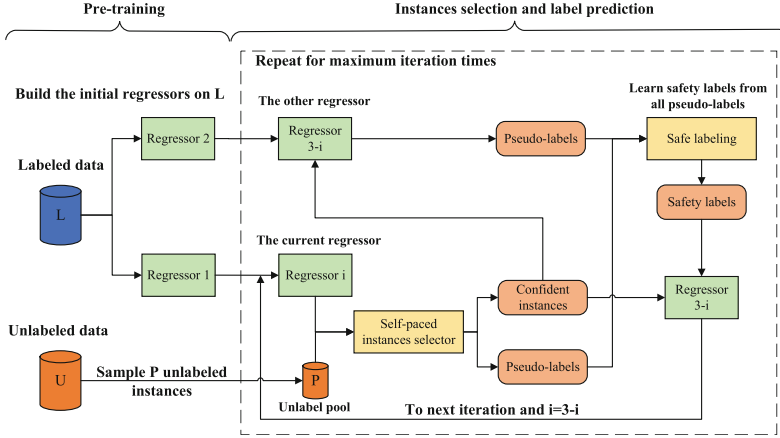 Pre-training
Instances selection and label prediction
Repeat for maximum iteration times
Build the initial regressors on L
The other regressor
Learn safety labels from
all pseudo-labels
Regressor 2
Regressor
3-i
Pseudo-labels
Safe labeling
Labeled data
L
Safety labels
The current regressor
Regressor 1
Regressor i
Confident
instances
Regressor
3-i
Self-paced
instances selector
Unlabeled data
U
Sample P unlabeled
instances
P
Unlabel pool
Pseudo-labels
To next iteration and i=3-i